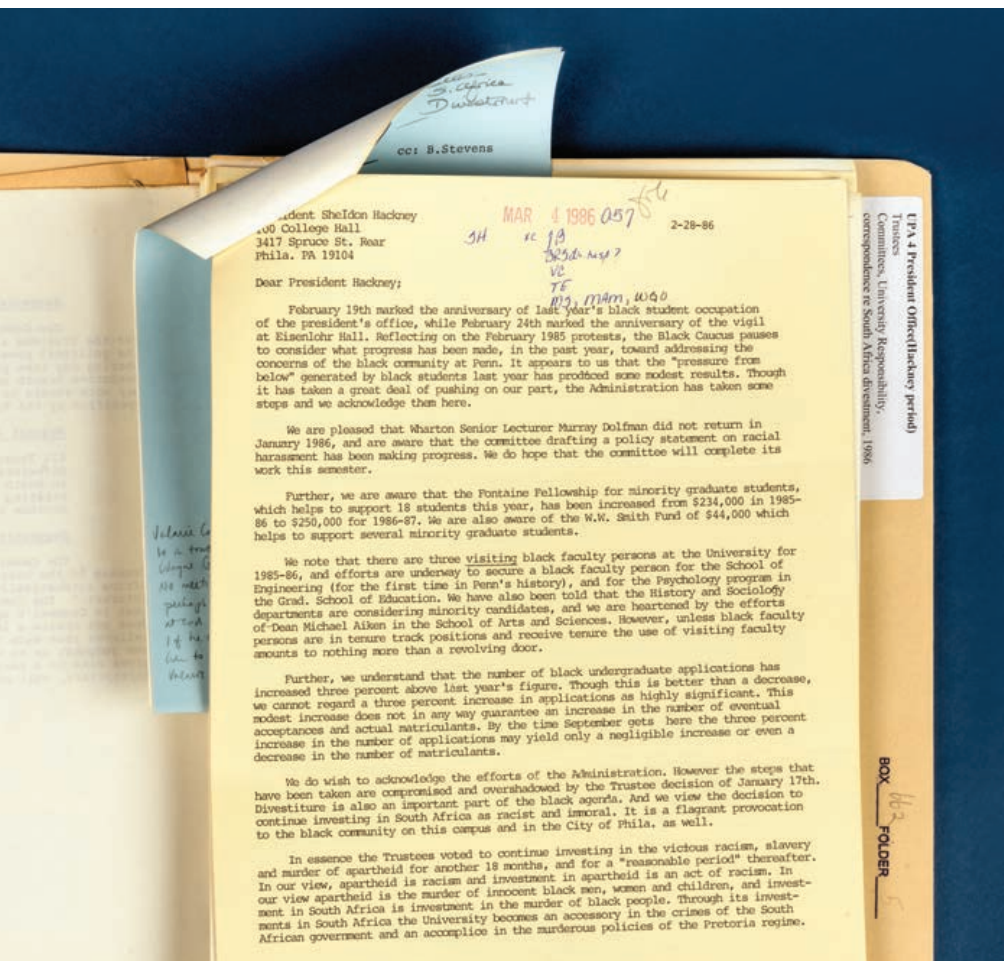 S. Africa
Divestment
cc: B.Stevens
ident Sheldon Hackney
00 College Hall
3417 Spruce St. Rear
Phila. PA 19104
MAR 4 1986 057
2-28-86
SH
VC
TE
MAM, WGO
Dear President Hackney;
February 19th marked the anniversary of last year's black student occupation
of the president's office, while February 24th marked the anniversary of the vigil
at Eisenlohr Hall. Reflecting on the February 1985 protests, the Black Caucus pauses
to consider what progress has been made, in the past year, toward addressing the
concerns of the black community at Penn. It appears to us that the "pressure from
below" generated by black students last year has produced some modest results. Though
it has taken a great deal of pushing on our part, the Administration has taken some
steps and we acknowledge them here.
We are pleased that Wharton Senior Lecturer Murray Dolfman did not return in
January 1986, and are aware that the committee drafting a policy statement on racial
harassment has been making progress. We do hope that the committee will complete its
work this semester.
Further, we are aware that the Fontaine Fellowship for minority graduate students,
which helps to support 18 students this year, has been increased from $234,000 in 1985-
86 to $250,000 for 1986-87. We are also aware of the W.W. Smith Fund of $44,000 which
helps to support several minority graduate students.
We note that there are three visiting black faculty persons at the University for
1985-86, and efforts are underway to secure a black faculty person for the School of
Engineering (for the first time in Penn's history), and for the Psychology program in
the Grad. School of Education. We have also been told that the History and Sociology
departments are considering minority candidates, and we are heartened by the efforts
of Dean Michael Aiken in the School of Arts and Sciences. However, unless black faculty
persons are in tenure track positions and receive tenure the use of visiting faculty
amounts to nothing more than a revolving door.
Further, we understand that the number of black undergraduate applications has
increased three percent above last year's figure. Though this is better than a decrease,
we cannot regard a three percent increase in applications as highly significant. This
modest increase does not in any way guarantee an increase in the number of eventual
acceptances and actual matriculants. By the time September gets here the three percent
increase in the number of applications may yield only a negligible increase or even a
decrease in the number of matriculants.
We do wish to acknowledge the efforts of the Administration. However the steps that
have been taken are compromised and overshadowed by the Trustee decision of January 17th.
Divestiture is also an important part of the black agenda. And we view the decision to
continue investing in South Africa as racist and immoral. It is a flagrant provocation
to the black community on this campus and in the City of Phila. as well.
In essence the Trustees voted to continue investing in the vicious racism, slavery
and murder of apartheid for another 18 months, and for a "reasonable period" thereafter.
In our view, apartheid is racism and investment in apartheid is an act of racism. In
our view apartheid is the murder of innocent black men, women and children, and invest-
ment in South Africa is investment in the murder of black people. Through its invest-
ments in South Africa the University becomes an accessory in the crimes of the South
African government and an accomplice in the murderous policies of the Pretoria regime.
UPA 4 President Office(Hackney period)
Trustees
Committees, University Responsibility,
correspondence re South Africa divestment, 1986
BOX FOLDER 5